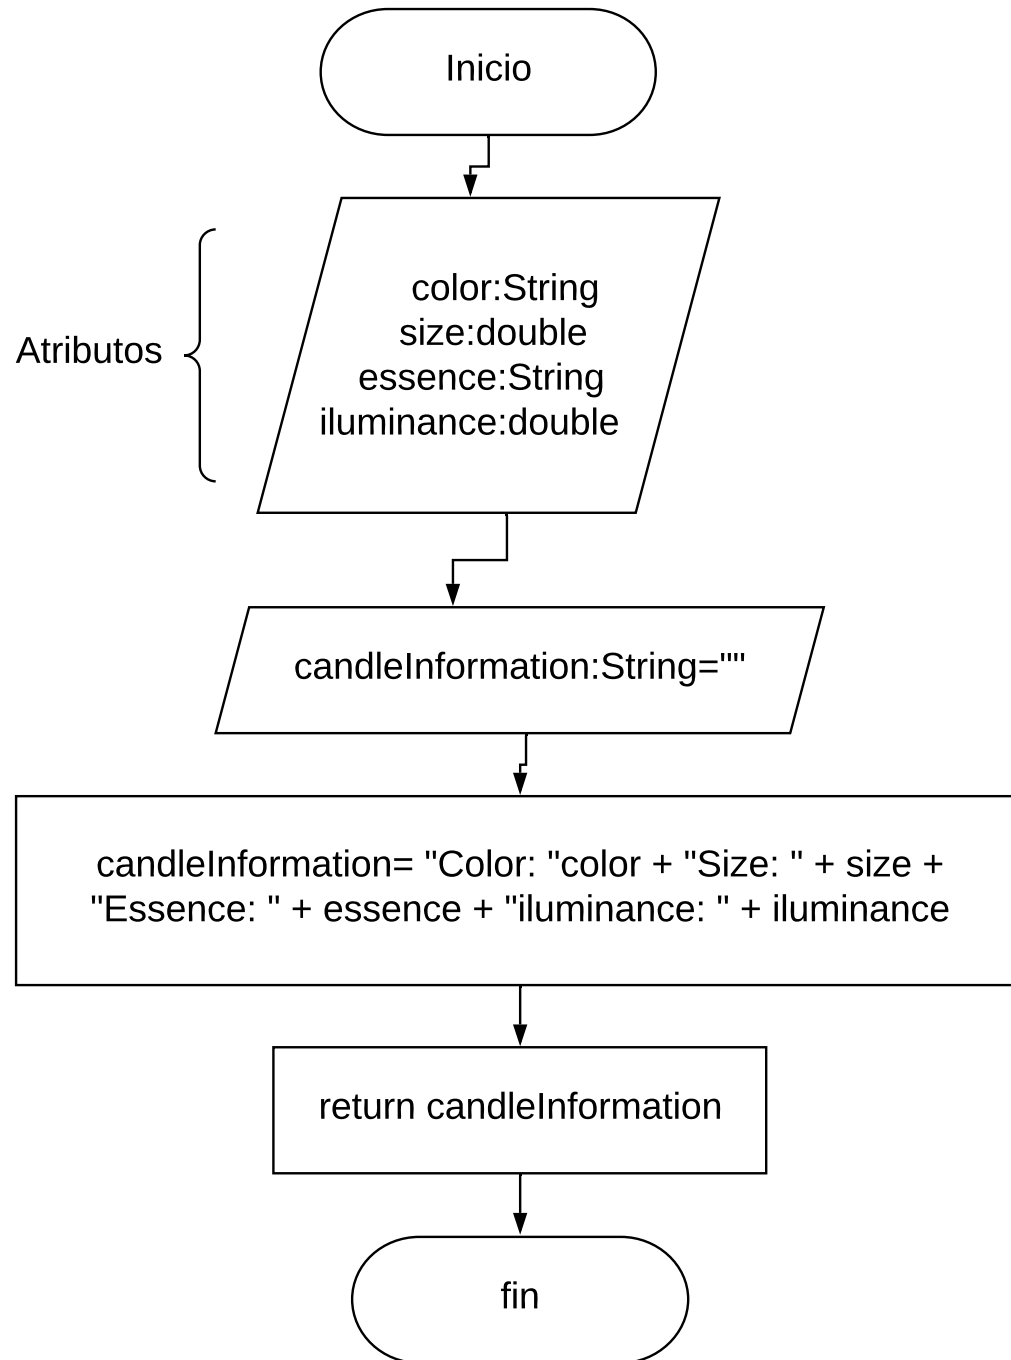 Inicio
color:String
size:double
Atributos
essence:String
iluminance:double
candleInformation:String=""
candleInformation= "Color: "color + "Size: " + size +
"Essence: " + essence + "iluminance: " + iluminance
return candleInformation
fin